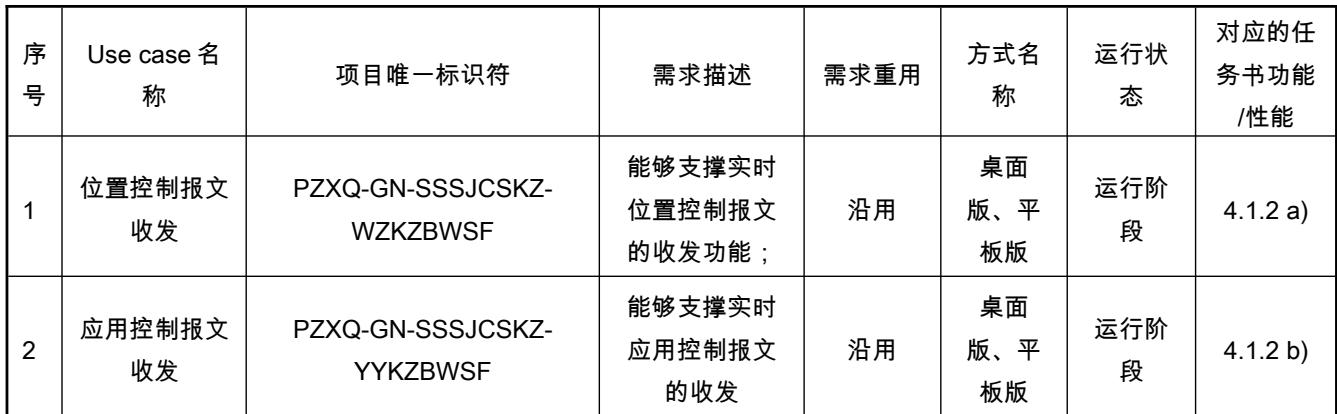 序号
Use case 名称
项目唯一标识符
需求描述
需求重用
方式名称
运行状态
对应的任务书功能/性能
1
位置控制报文
收发
PZXQ-GN-SSSJCSKZ-
WZKZBWSF
能够支撑实时
位置控制报文
的收发功能；
沿用
桌面
版、平
板版
运行阶
段
4.1.2 a)
2
应用控制报文
收发
PZXQ-GN-SSSJCSKZ-
YYKZBWSF
能够支撑实时
应用控制报文
的收发
沿用
桌面
版、平
板版
运行阶
段
4.1.2 b)